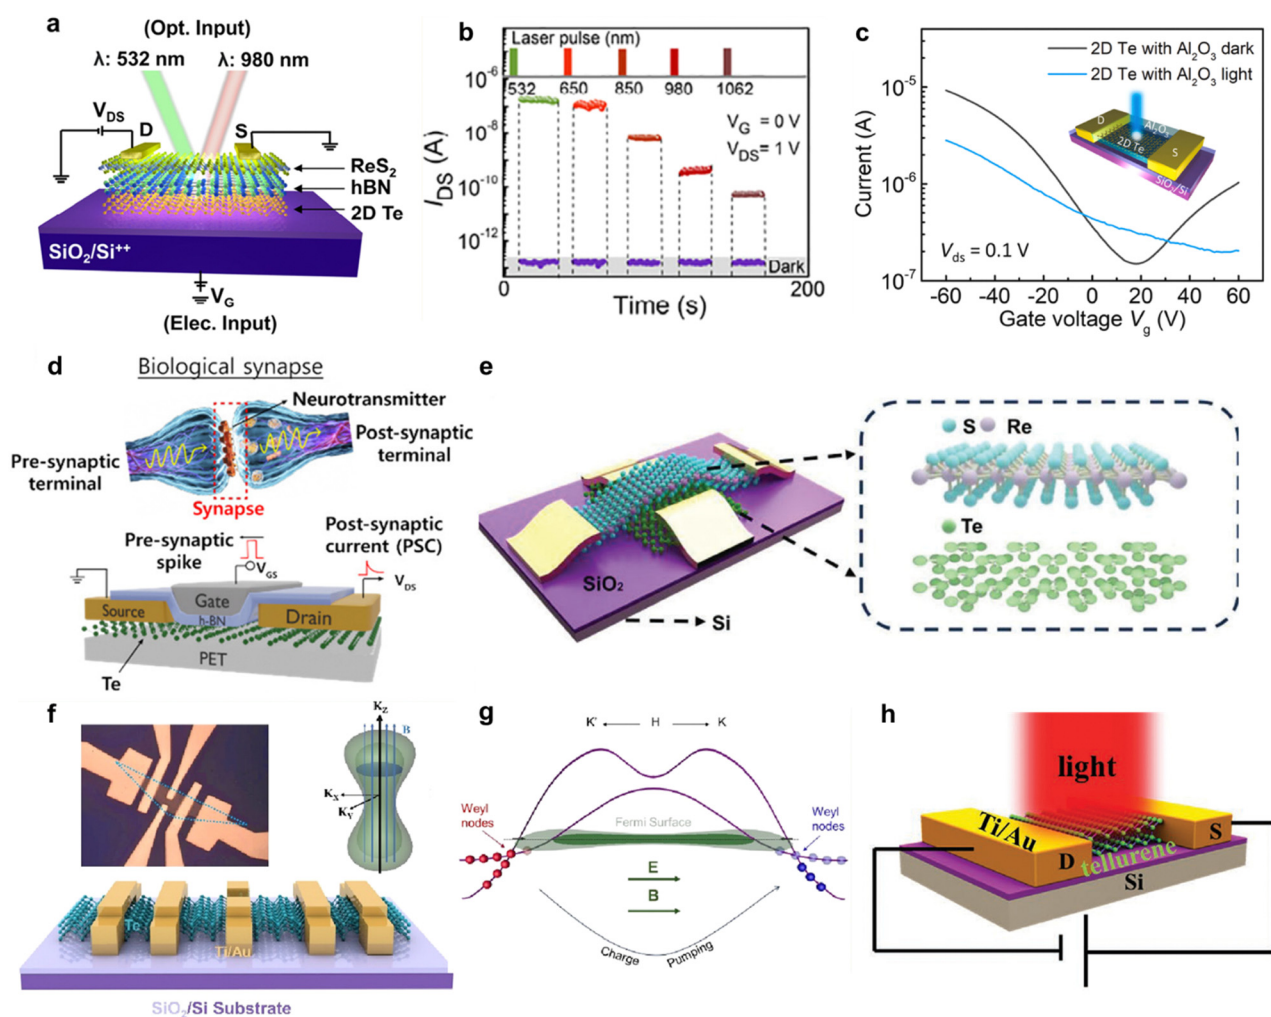 a
(Opt. Input)
λ: 532 nm
λ: 980 nm
V_DS
D
S
ReS₂
hBN
2D Te
SiO₂/Si⁺⁺
V_G
(Elec. Input)
b
Laser pulse (nm)
532
650
850
980
1062
10⁻⁶
10⁻⁸
10⁻¹⁰
10⁻¹²
I_DS (A)
V_G = 0 V
V_DS = 1 V
Dark
0
200
Time (s)
c
2D Te with Al₂O₃ dark
2D Te with Al₂O₃ light
10⁻⁵
10⁻⁶
10⁻⁷
Current (A)
D
Al₂O₃
2D Te
S
SiO₂/Si
V_ds = 0.1 V
-60
-40
-20
0
20
40
60
Gate voltage V_g (V)
d
Biological synapse
Neurotransmitter
Post-synaptic
terminal
Pre-synaptic
terminal
Synapse
Pre-synaptic
spike
Post-synaptic
current (PSC)
V_GS
V_DS
Source
Gate
h-BN
Drain
PET
Te
e
SiO₂
Si
S
Re
Te
f
K_Z
B
K_X
K_Y
Te
Ti/Au
SiO₂/Si Substrate
g
K'
H
K
Weyl
nodes
Fermi Surface
Weyl
nodes
E
B
Charge
Pumping
h
light
Ti/Au
D
S
tellurene
Si